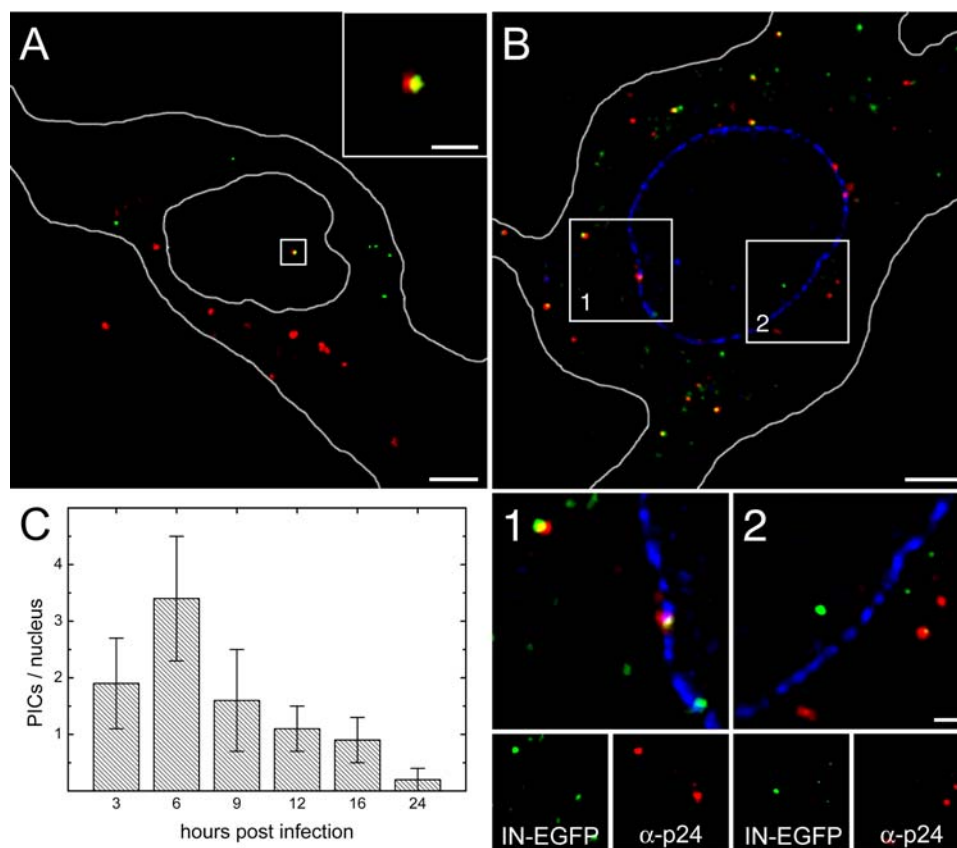 A
B
1
2
C
PICs / nucleus
4
3
2
1
3 6 9 12 16 24
hours post infection
1
2
IN-EGFP
α-p24
IN-EGFP
α-p24